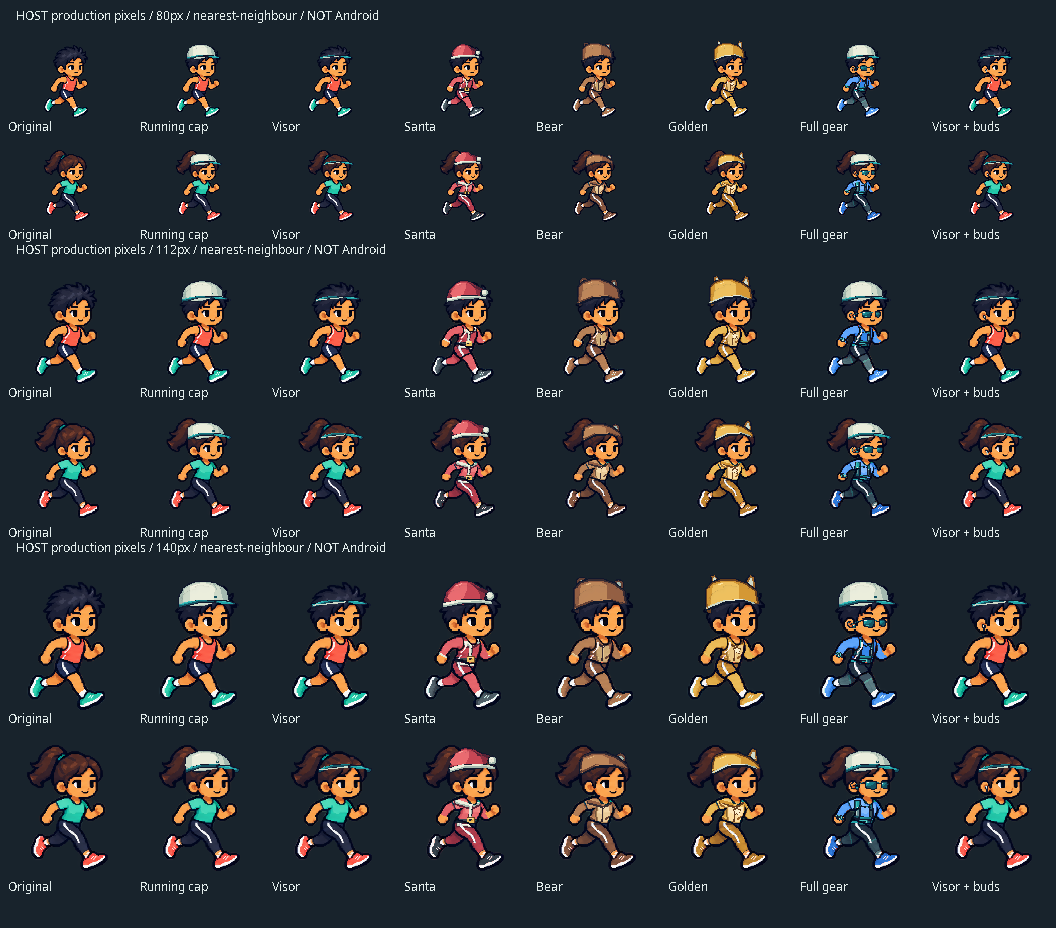 HOST production pixels / 80px / nearest-neighbour / NOT Android
Original Running cap Visor Santa Bear Golden Full gear Visor + buds
Original Running cap Visor Santa Bear Golden Full gear Visor + buds
HOST production pixels / 112px / nearest-neighbour / NOT Android
Original Running cap Visor Santa Bear Golden Full gear Visor + buds
Original Running cap Visor Santa Bear Golden Full gear Visor + buds
HOST production pixels / 140px / nearest-neighbour / NOT Android
Original Running cap Visor Santa Bear Golden Full gear Visor + buds
Original Running cap Visor Santa Bear Golden Full gear Visor + buds